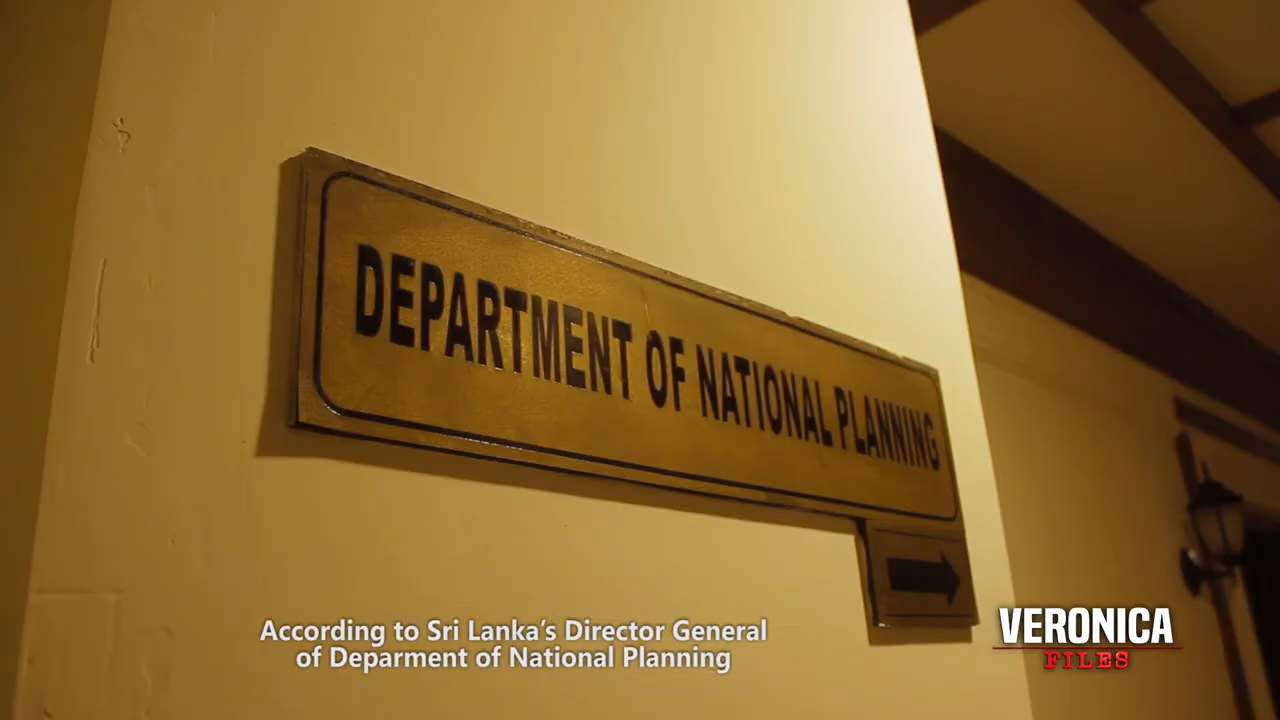 DEPARTMENT OF NATIONAL PLANNING
According to Sri Lanka's Director General
of Deparment of National Planning
VERONICA
FILES